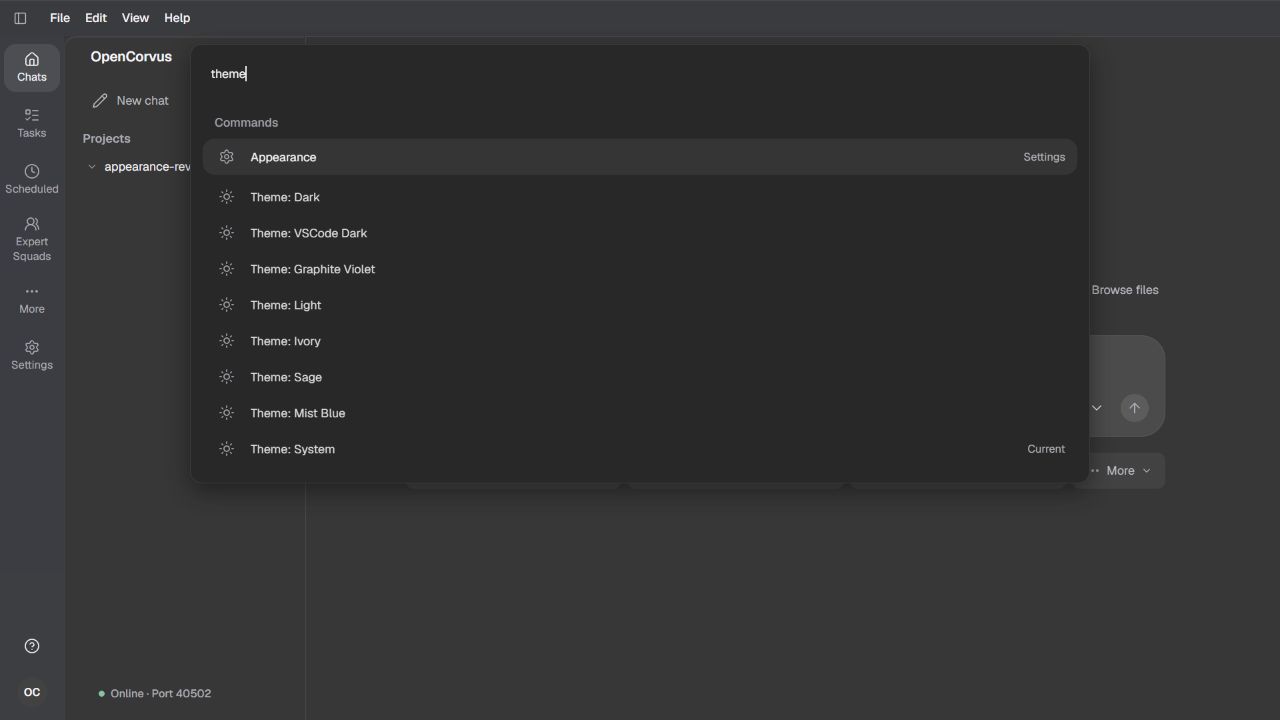 File Edit View Help
Chats
Tasks
Scheduled
Expert
Squads
More
Settings
OC
OpenCorvus
New chat
Projects
appearance-rev
Online · Port 40502
theme
Commands
Appearance Settings
Theme: Dark
Theme: VSCode Dark
Theme: Graphite Violet
Theme: Light
Theme: Ivory
Theme: Sage
Theme: Mist Blue
Theme: System Current
Browse files
More